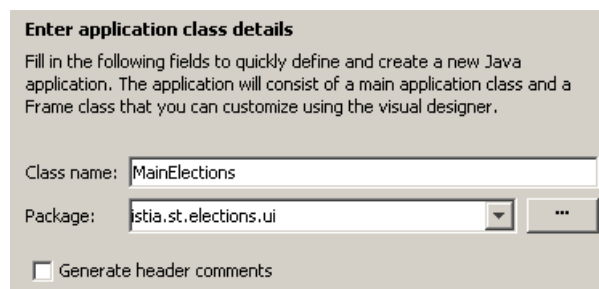 Enter application class details
Fill in the following fields to quickly define and create a new Java
application. The application will consist of a main application class and a
Frame class that you can customize using the visual designer.
Class name: MainElections
Package: istia.st.elections.ui ...
Generate header comments